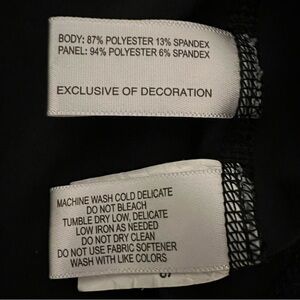 BODY: 87% POLYESTER 13% SPANDEX
PANEL: 94% POLYESTER 6% SPANDEX
EXCLUSIVE OF DECORATION
MACHINE WASH COLD DELICATE
DO NOT BLEACH
TUMBLE DRY LOW, DELICATE
LOW IRON AS NEEDED
DO NOT DRY CLEAN
DO NOT USE FABRIC SOFTENER
WASH WITH LIKE COLORS